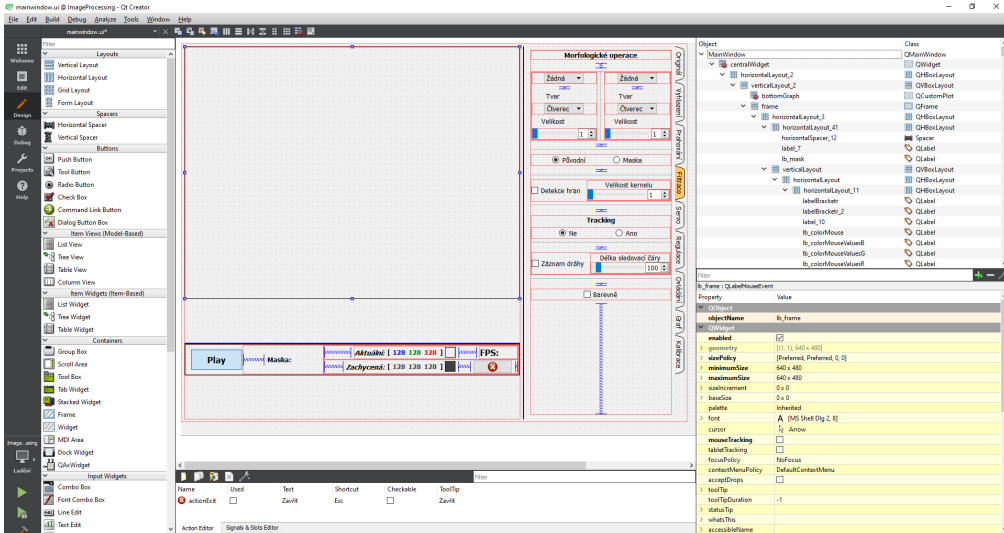 mainwindow.ui @ ImageProcessing - Qt Creator
File Edit Build Debug Analyze Tools Window Help
mainwindow.ui*
Welcome
Edit
Design
Debug
Projects
Help
Image...ssing
Ladění
Filter
Layouts
Vertical Layout
Horizontal Layout
Grid Layout
Form Layout
Spacers
Horizontal Spacer
Vertical Spacer
Buttons
Push Button
Tool Button
Radio Button
Check Box
Command Link Button
Dialog Button Box
Item Views (Model-Based)
List View
Tree View
Table View
Column View
Item Widgets (Item-Based)
List Widget
Tree Widget
Table Widget
Containers
Group Box
Scroll Area
Tool Box
Tab Widget
Stacked Widget
Frame
Widget
MDI Area
Dock Widget
QAxWidget
Input Widgets
Combo Box
Font Combo Box
Line Edit
Text Edit
Play
Maska:
Aktuální: [ 128 128 128 ]
Zachycená: [ 128 128 128 ]
FPS:
Morfologické operace
Žádná Žádná
Tvar Tvar
Čtverec Čtverec
Velikost Velikost
1 1
Původní Maska
Detekce hran
Velikost kernelu
1
Tracking
Ne Ano
Záznam dráhy
Délka sledovací čáry
100
Barevně
Originál
Vyhlazení
Prahování
Filtrace
Servo
Regulace
Ovládání
Graf
Kalibrace
Filter
Name Used Text Shortcut Checkable ToolTip
actionExit Zavřít Esc Zavřít
Action Editor Signals & Slots Editor
Object Class
MainWindow QMainWindow
centralWidget QWidget
horizontalLayout_2 QHBoxLayout
verticalLayout_2 QVBoxLayout
bottomGraph QCustomPlot
frame QFrame
horizontalLayout_3 QHBoxLayout
horizontalLayout_41 QHBoxLayout
horizontalSpacer_12 Spacer
label_7 QLabel
lb_mask QLabel
verticalLayout QVBoxLayout
horizontalLayout QHBoxLayout
horizontalLayout_11 QHBoxLayout
labelBracketr QLabel
labelBracketr_2 QLabel
label_10 QLabel
lb_colorMouse QLabel
lb_colorMouseValuesB QLabel
lb_colorMouseValuesG QLabel
lb_colorMouseValuesR QLabel
Filter
lb_frame : QLabelMouseEvent
Property Value
QObject
objectName lb_frame
QWidget
enabled
geometry [(1, 1), 640 x 480]
sizePolicy [Preferred, Preferred, 0, 0]
minimumSize 640 x 480
maximumSize 640 x 480
sizeIncrement 0 x 0
baseSize 0 x 0
palette Inherited
font A [MS Shell Dlg 2, 8]
cursor Arrow
mouseTracking
tabletTracking
focusPolicy NoFocus
contextMenuPolicy DefaultContextMenu
acceptDrops
toolTip
toolTipDuration -1
statusTip
whatsThis
accessibleName